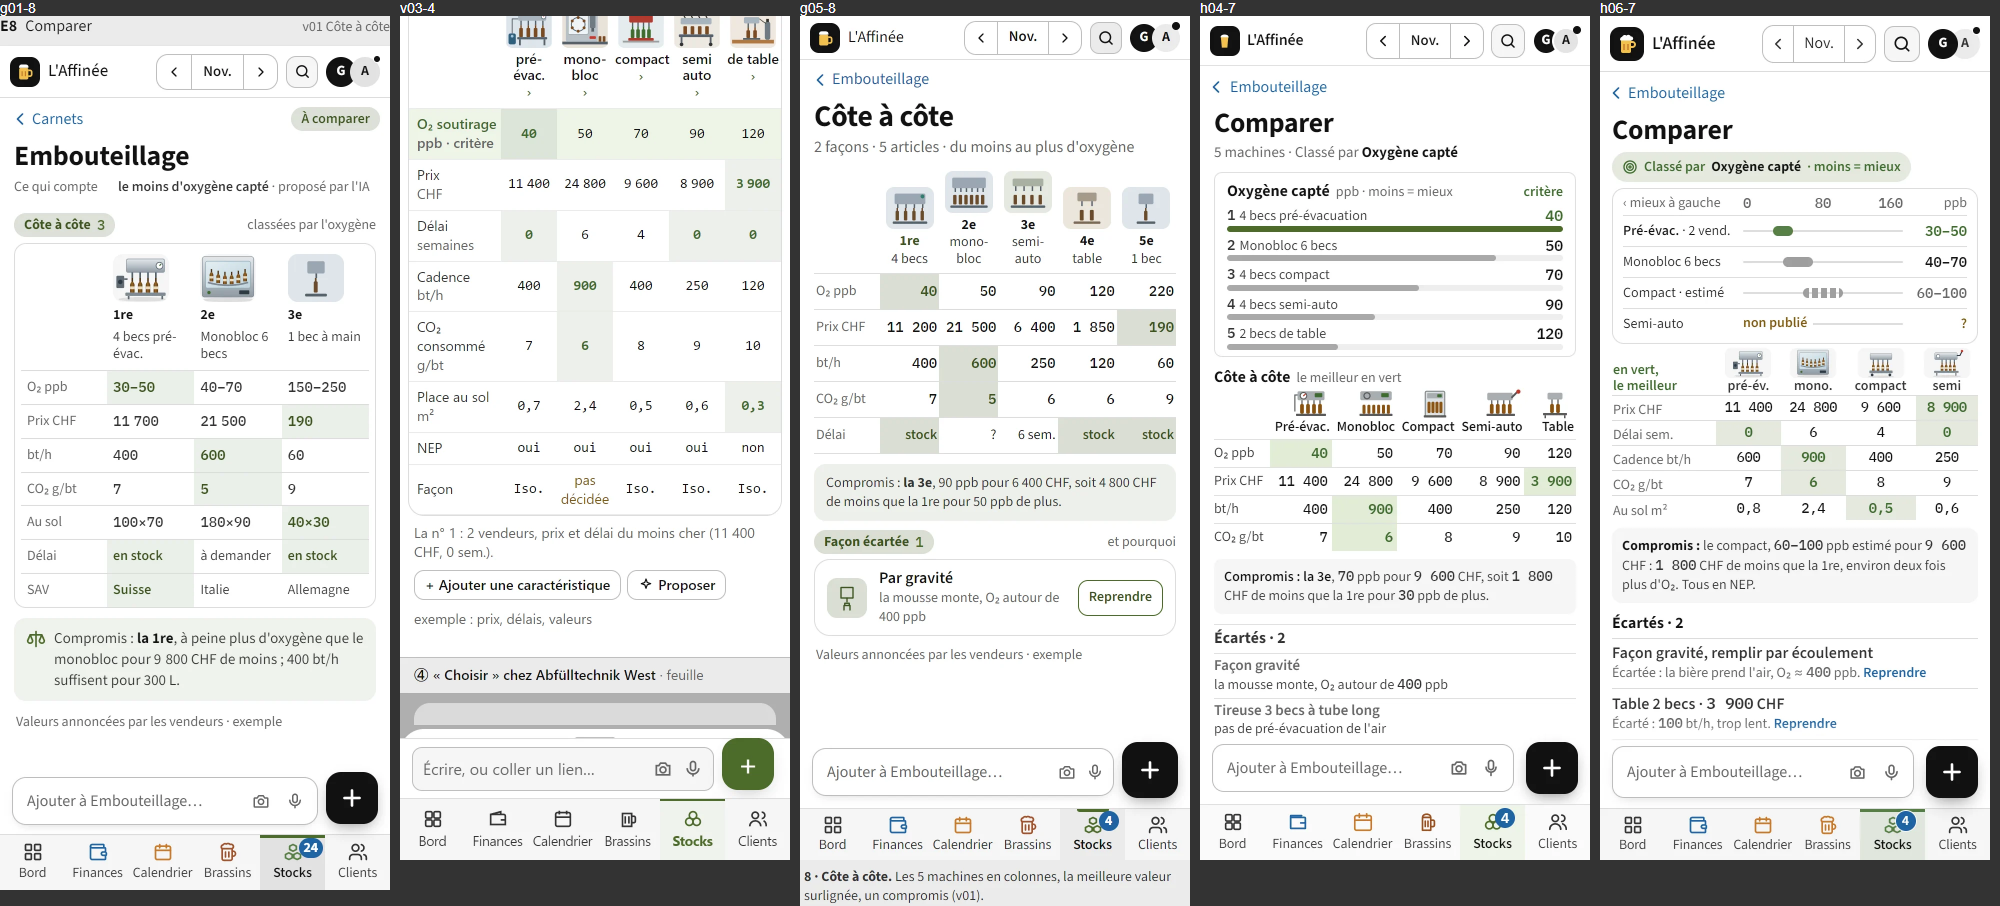 g01-8
E8 Comparer
v01 Côte à côte
L'Affinée
Nov.
G
A
Carnets
À comparer
Embouteillage
Ce qui compte le moins d'oxygène capté · proposé par l'IA
Côte à côte 3
classées par l'oxygène
1re 2e 3e
4 becs pré-évac. Monobloc 6 becs 1 bec à main
O₂ ppb 30–50 40–70 150–250
Prix CHF 11 700 21 500 190
bt/h 400 600 60
CO₂ g/bt 7 5 9
Au sol 100×70 180×90 40×30
Délai en stock à demander en stock
SAV Suisse Italie Allemagne
Compromis : la 1re, à peine plus d'oxygène que le
monobloc pour 9 800 CHF de moins ; 400 bt/h
suffisent pour 300 L.
Valeurs annoncées par les vendeurs · exemple
Ajouter à Embouteillage…
24
Bord Finances Calendrier Brassins Stocks Clients
v03-4
pré-évac. › mono-bloc › compact › semi auto › de table ›
O₂ soutirage ppb · critère 40 50 70 90 120
Prix CHF 11 400 24 800 9 600 8 900 3 900
Délai semaines 0 6 4 0 0
Cadence bt/h 400 900 400 250 120
CO₂ consommé g/bt 7 6 8 9 10
Place au sol m² 0,7 2,4 0,5 0,6 0,3
NEP oui oui oui oui non
Façon Iso. pas décidée Iso. Iso. Iso.
La n° 1 : 2 vendeurs, prix et délai du moins cher (11 400
CHF, 0 sem.).
+ Ajouter une caractéristique
Proposer
exemple : prix, délais, valeurs
④ « Choisir » chez Abfülltechnik West · feuille
Écrire, ou coller un lien…
Bord Finances Calendrier Brassins Stocks Clients
g05-8
L'Affinée
Nov.
G
A
Embouteillage
Côte à côte
2 façons · 5 articles · du moins au plus d'oxygène
1re 2e 3e 4e 5e
4 becs mono-bloc semi-auto table 1 bec
O₂ ppb 40 50 90 120 220
Prix CHF 11 200 21 500 6 400 1 850 190
bt/h 400 600 250 120 60
CO₂ g/bt 7 5 6 6 9
Délai stock ? 6 sem. stock stock
Compromis : la 3e, 90 ppb pour 6 400 CHF, soit 4 800 CHF
de moins que la 1re pour 50 ppb de plus.
Façon écartée 1
et pourquoi
Par gravité
la mousse monte, O₂ autour de
400 ppb
Reprendre
Valeurs annoncées par les vendeurs · exemple
Ajouter à Embouteillage…
4
Bord Finances Calendrier Brassins Stocks Clients
8 · Côte à côte. Les 5 machines en colonnes, la meilleure valeur
surlignée, un compromis (v01).
h04-7
L'Affinée
Nov.
G
A
Embouteillage
Comparer
5 machines · Classé par Oxygène capté
Oxygène capté ppb · moins = mieux critère
1 4 becs pré-évacuation 40
2 Monobloc 6 becs 50
3 4 becs compact 70
4 4 becs semi-auto 90
5 2 becs de table 120
Côte à côte le meilleur en vert
Pré-évac. Monobloc Compact Semi-auto Table
O₂ ppb 40 50 70 90 120
Prix CHF 11 400 24 800 9 600 8 900 3 900
bt/h 400 900 400 250 120
CO₂ g/bt 7 6 8 9 10
Compromis : la 3e, 70 ppb pour 9 600 CHF, soit 1 800
CHF de moins que la 1re pour 30 ppb de plus.
Écartés · 2
Façon gravité
la mousse monte, O₂ autour de 400 ppb
Tireuse 3 becs à tube long
pas de pré-évacuation de l'air
Ajouter à Embouteillage…
4
Bord Finances Calendrier Brassins Stocks Clients
h06-7
L'Affinée
Nov.
G
A
Embouteillage
Comparer
Classé par Oxygène capté · moins = mieux
‹ mieux à gauche 0 80 160 ppb
Pré-évac. · 2 vend. 30–50
Monobloc 6 becs 40–70
Compact · estimé 60–100
Semi-auto non publié ?
en vert, le meilleur pré-év. mono. compact semi
Prix CHF 11 400 24 800 9 600 8 900
Délai sem. 0 6 4 0
Cadence bt/h 600 900 400 250
CO₂ g/bt 7 6 8 9
Au sol m² 0,8 2,4 0,5 0,6
Compromis : le compact, 60–100 ppb estimé pour 9 600
CHF : 1 800 CHF de moins que la 1re, environ deux fois
plus d'O₂. Tous en NEP.
Écartés · 2
Façon gravité, remplir par écoulement
Écartée : la bière prend l'air, O₂ ≈ 400 ppb. Reprendre
Table 2 becs · 3 900 CHF
Écarté : 100 bt/h, trop lent. Reprendre
Ajouter à Embouteillage…
4
Bord Finances Calendrier Brassins Stocks Clients